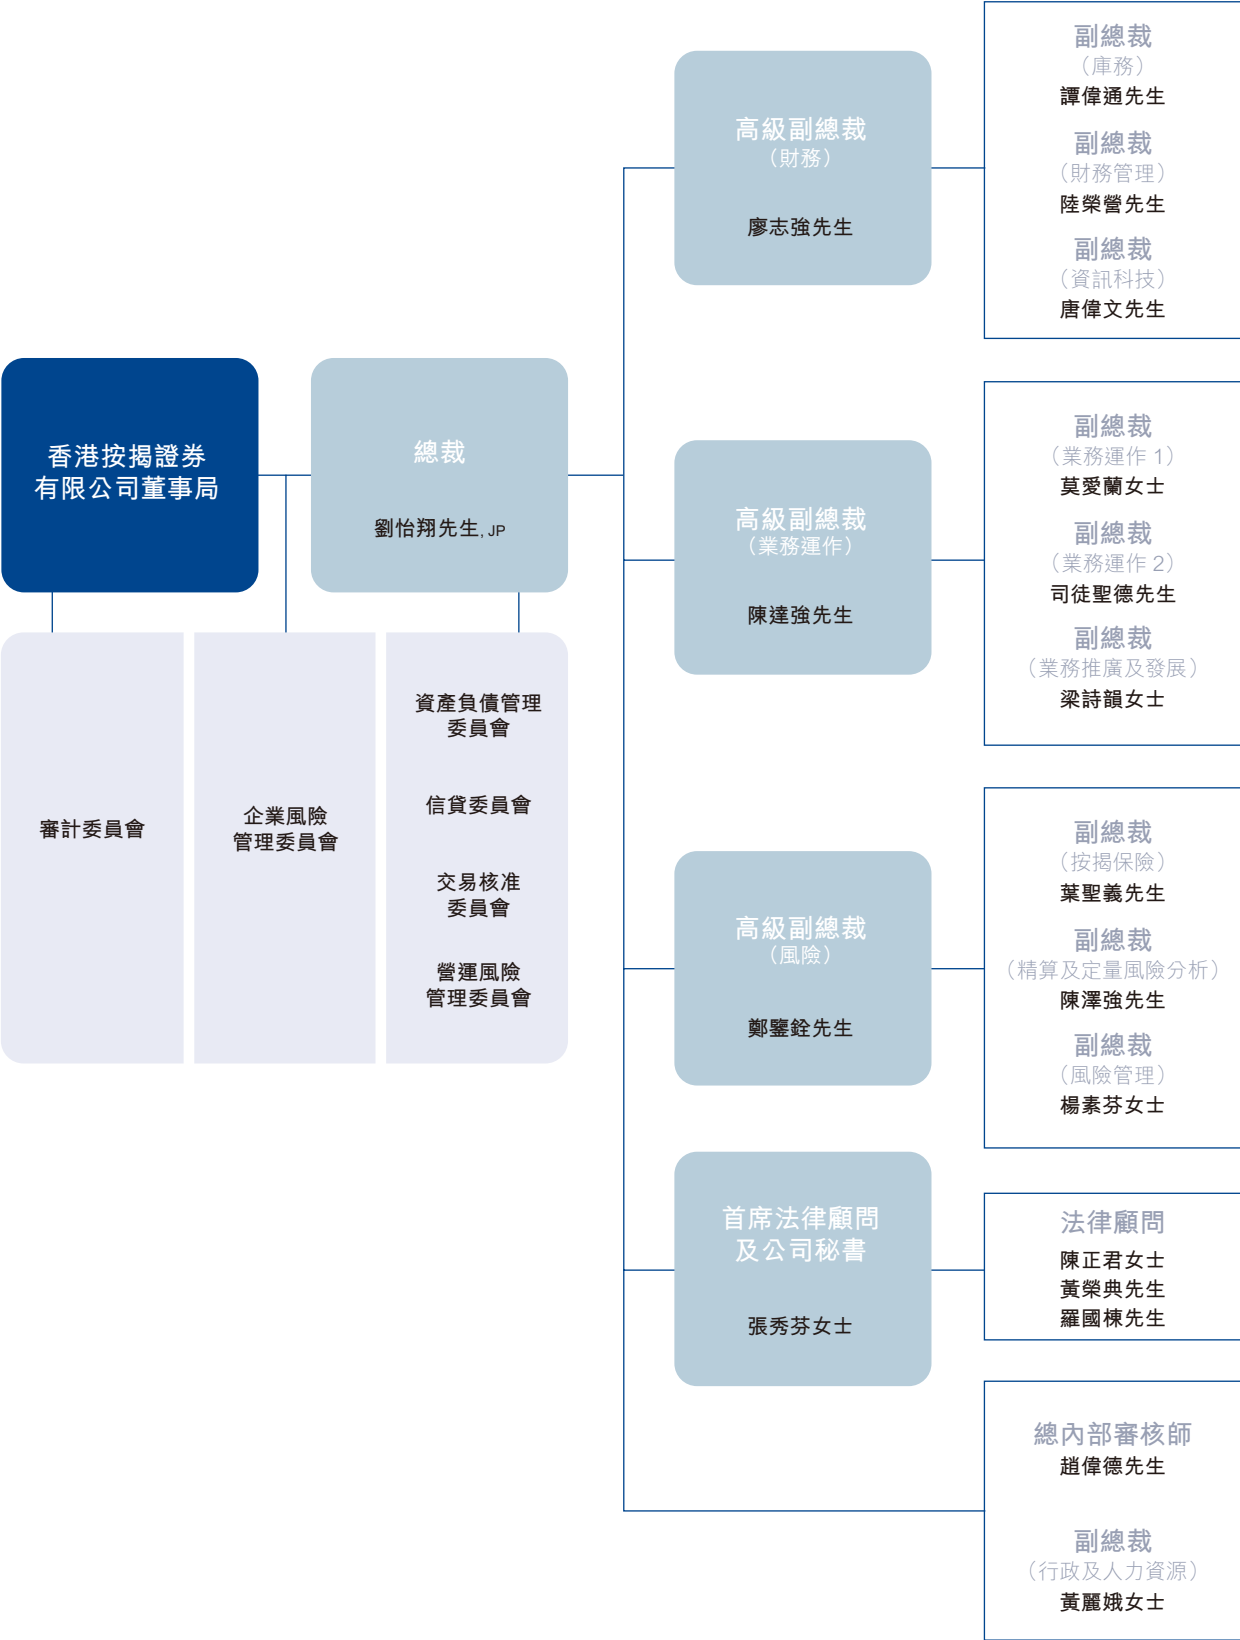 香港按揭證券
有限公司董事局
總裁
劉怡翔先生, JP
審計委員會
企業風險
管理委員會
資產負債管理
委員會
信貸委員會
交易核准
委員會
營運風險
管理委員會
高級副總裁
（財務）
廖志強先生
副總裁
（庫務）
譚偉通先生
副總裁
（財務管理）
陸榮營先生
副總裁
（資訊科技）
唐偉文先生
高級副總裁
（業務運作）
陳達強先生
副總裁
（業務運作 1）
莫愛蘭女士
副總裁
（業務運作 2）
司徒聖德先生
副總裁
（業務推廣及發展）
梁詩韻女士
高級副總裁
（風險）
鄭鑒銓先生
副總裁
（按揭保險）
葉聖義先生
副總裁
（精算及定量風險分析）
陳澤強先生
副總裁
（風險管理）
楊素芬女士
首席法律顧問
及公司秘書
張秀芬女士
法律顧問
陳正君女士
黃榮典先生
羅國棟先生
總內部審核師
趙偉德先生
副總裁
（行政及人力資源）
黃麗娥女士